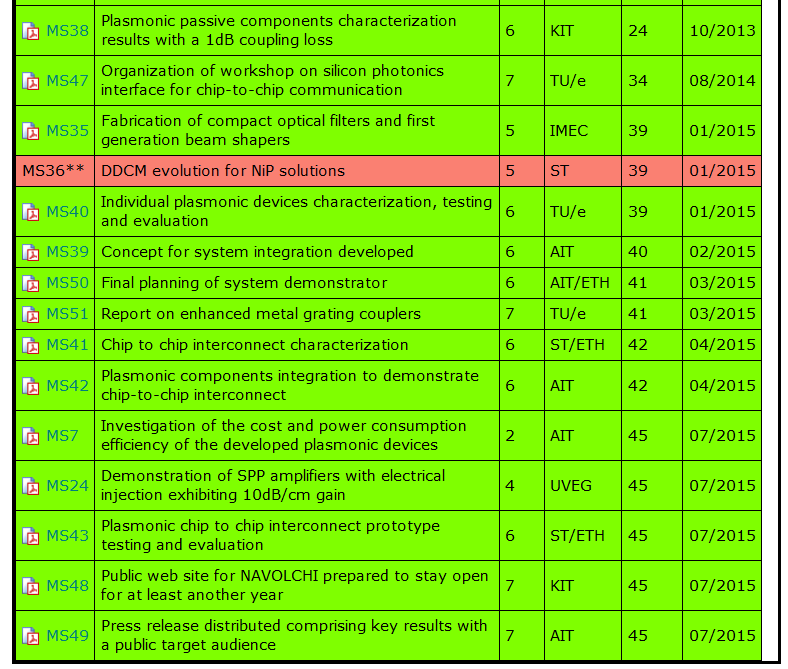 MS38 Plasmonic passive components characterization 6 KIT 24 10/2013
results with a 1dB coupling loss
MS47 Organization of workshop on silicon photonics 7 TU/e 34 08/2014
interface for chip-to-chip communication
MS35 Fabrication of compact optical filters and first 5 IMEC 39 01/2015
generation beam shapers
MS36** DDCM evolution for NiP solutions 5 ST 39 01/2015
MS40 Individual plasmonic devices characterization, testing 6 TU/e 39 01/2015
and evaluation
MS39 Concept for system integration developed 6 AIT 40 02/2015
MS50 Final planning of system demonstrator 6 AIT/ETH 41 03/2015
MS51 Report on enhanced metal grating couplers 7 TU/e 41 03/2015
MS41 Chip to chip interconnect characterization 6 ST/ETH 42 04/2015
MS42 Plasmonic components integration to demonstrate 6 AIT 42 04/2015
chip-to-chip interconnect
MS7 Investigation of the cost and power consumption 2 AIT 45 07/2015
efficiency of the developed plasmonic devices
MS24 Demonstration of SPP amplifiers with electrical 4 UVEG 45 07/2015
injection exhibiting 10dB/cm gain
MS43 Plasmonic chip to chip interconnect prototype 6 ST/ETH 45 07/2015
testing and evaluation
MS48 Public web site for NAVOLCHI prepared to stay open 7 KIT 45 07/2015
for at least another year
MS49 Press release distributed comprising key results with 7 AIT 45 07/2015
a public target audience